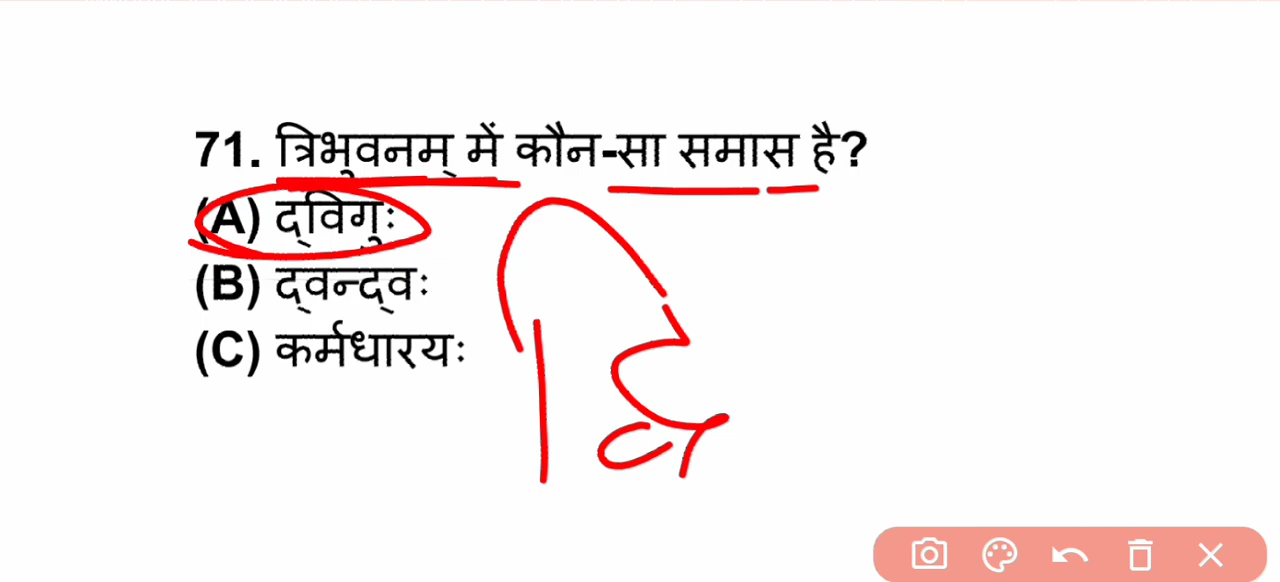 71. त्रिभुवनम् में कौन-सा समास है?
(A) द्विगुः
(B) द्वन्द्वः
(C) कर्मधारयः
द्वि